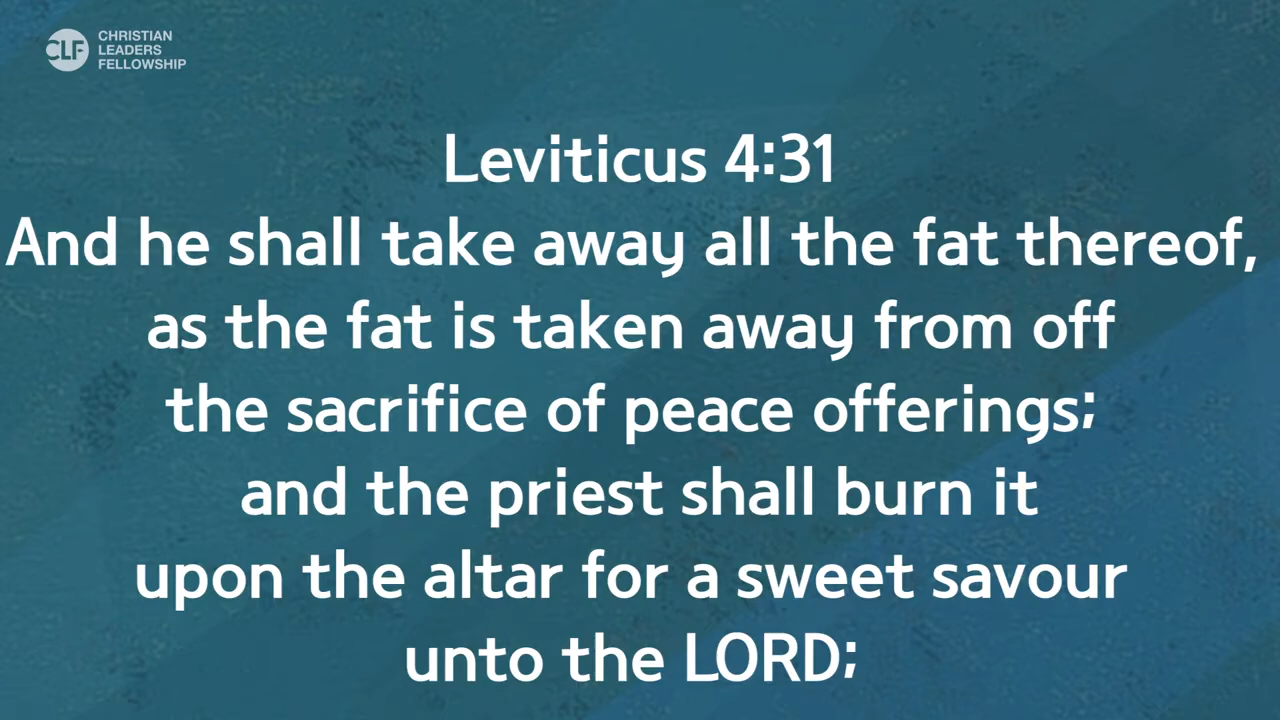 CLF
CHRISTIAN
LEADERS
FELLOWSHIP
Leviticus 4:31
And he shall take away all the fat thereof,
as the fat is taken away from off
the sacrifice of peace offerings;
and the priest shall burn it
upon the altar for a sweet savour
unto the LORD;